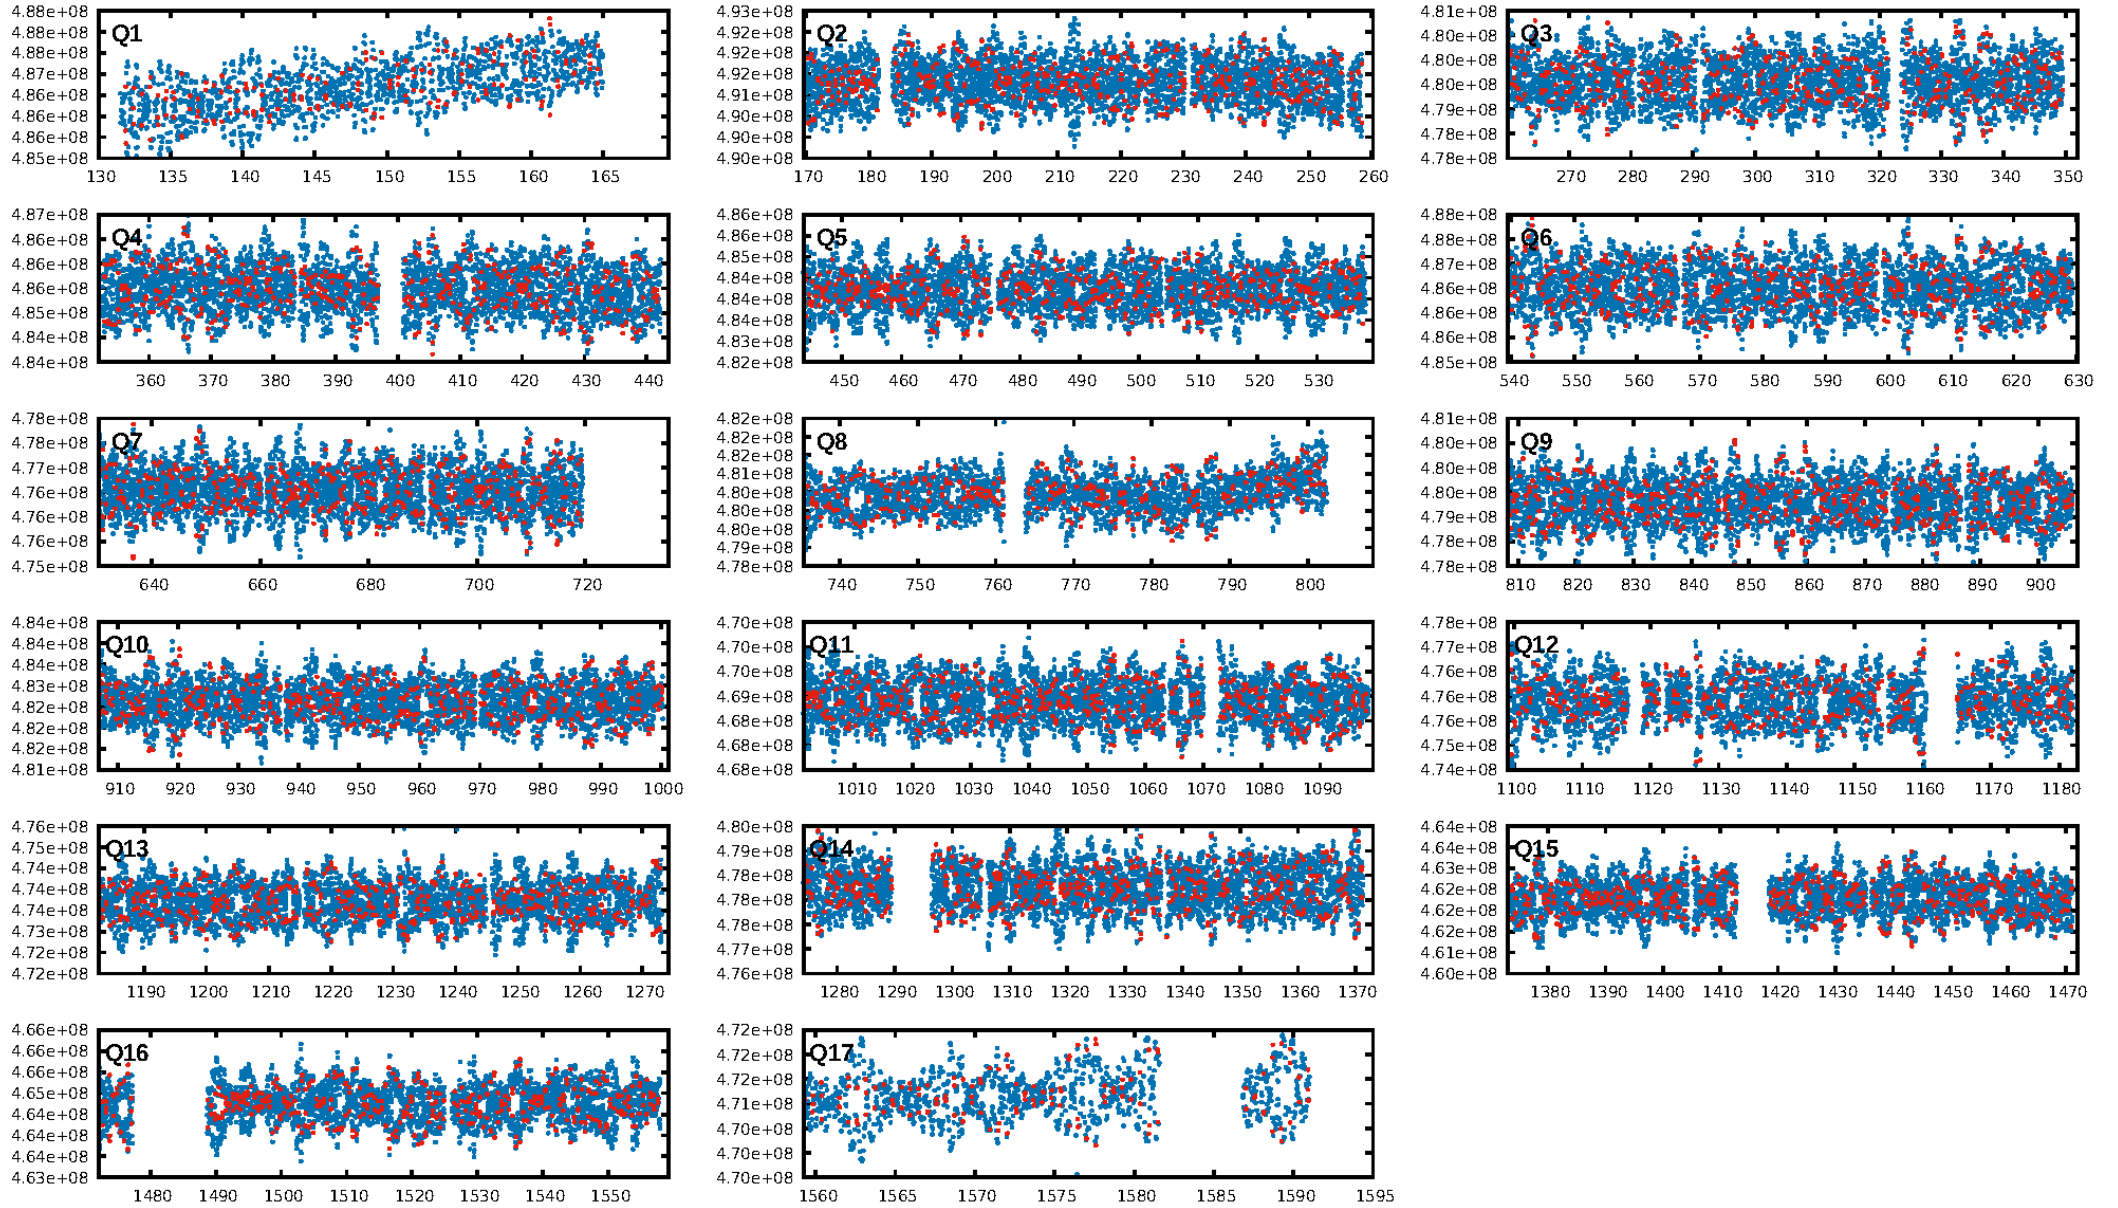 4.88e+08 4.88e+08 4.88e+08 4.87e+08 4.86e+08 4.86e+08 4.86e+08 4.85e+08
Q1
130 135 140 145 150 155 160 165
4.93e+08 4.92e+08 4.92e+08 4.92e+08 4.91e+08 4.90e+08 4.90e+08 4.90e+08
Q2
170 180 190 200 210 220 230 240 250 260
4.81e+08 4.80e+08 4.80e+08 4.80e+08 4.79e+08 4.78e+08 4.78e+08
Q3
270 280 290 300 310 320 330 340 350
4.87e+08 4.86e+08 4.86e+08 4.86e+08 4.85e+08 4.84e+08 4.84e+08
Q4
360 370 380 390 400 410 420 430 440
4.86e+08 4.86e+08 4.85e+08 4.84e+08 4.84e+08 4.84e+08 4.83e+08 4.82e+08
Q5
450 460 470 480 490 500 510 520 530
4.88e+08 4.88e+08 4.87e+08 4.86e+08 4.86e+08 4.86e+08 4.85e+08
Q6
540 550 560 570 580 590 600 610 620 630
4.78e+08 4.78e+08 4.77e+08 4.76e+08 4.76e+08 4.76e+08 4.75e+08
Q7
640 660 680 700 720
4.82e+08 4.82e+08 4.82e+08 4.81e+08 4.80e+08 4.80e+08 4.80e+08 4.79e+08 4.78e+08
Q8
740 750 760 770 780 790 800
4.81e+08 4.80e+08 4.80e+08 4.80e+08 4.79e+08 4.78e+08 4.78e+08
Q9
810 820 830 840 850 860 870 880 890 900
4.84e+08 4.84e+08 4.84e+08 4.83e+08 4.82e+08 4.82e+08 4.82e+08 4.81e+08
Q10
910 920 930 940 950 960 970 980 990 1000
4.70e+08 4.70e+08 4.70e+08 4.69e+08 4.68e+08 4.68e+08 4.68e+08
Q11
1010 1020 1030 1040 1050 1060 1070 1080 1090
4.78e+08 4.77e+08 4.76e+08 4.76e+08 4.76e+08 4.75e+08 4.74e+08
Q12
1100 1110 1120 1130 1140 1150 1160 1170 1180
4.76e+08 4.75e+08 4.74e+08 4.74e+08 4.74e+08 4.73e+08 4.72e+08 4.72e+08
Q13
1190 1200 1210 1220 1230 1240 1250 1260 1270
4.80e+08 4.79e+08 4.78e+08 4.78e+08 4.78e+08 4.77e+08 4.76e+08
Q14
1280 1290 1300 1310 1320 1330 1340 1350 1360 1370
4.64e+08 4.64e+08 4.63e+08 4.62e+08 4.62e+08 4.62e+08 4.61e+08 4.60e+08
Q15
1380 1390 1400 1410 1420 1430 1440 1450 1460 1470
4.66e+08 4.66e+08 4.66e+08 4.65e+08 4.64e+08 4.64e+08 4.64e+08 4.63e+08
Q16
1480 1490 1500 1510 1520 1530 1540 1550
4.72e+08 4.72e+08 4.72e+08 4.71e+08 4.70e+08 4.70e+08 4.70e+08
Q17
1560 1565 1570 1575 1580 1585 1590 1595